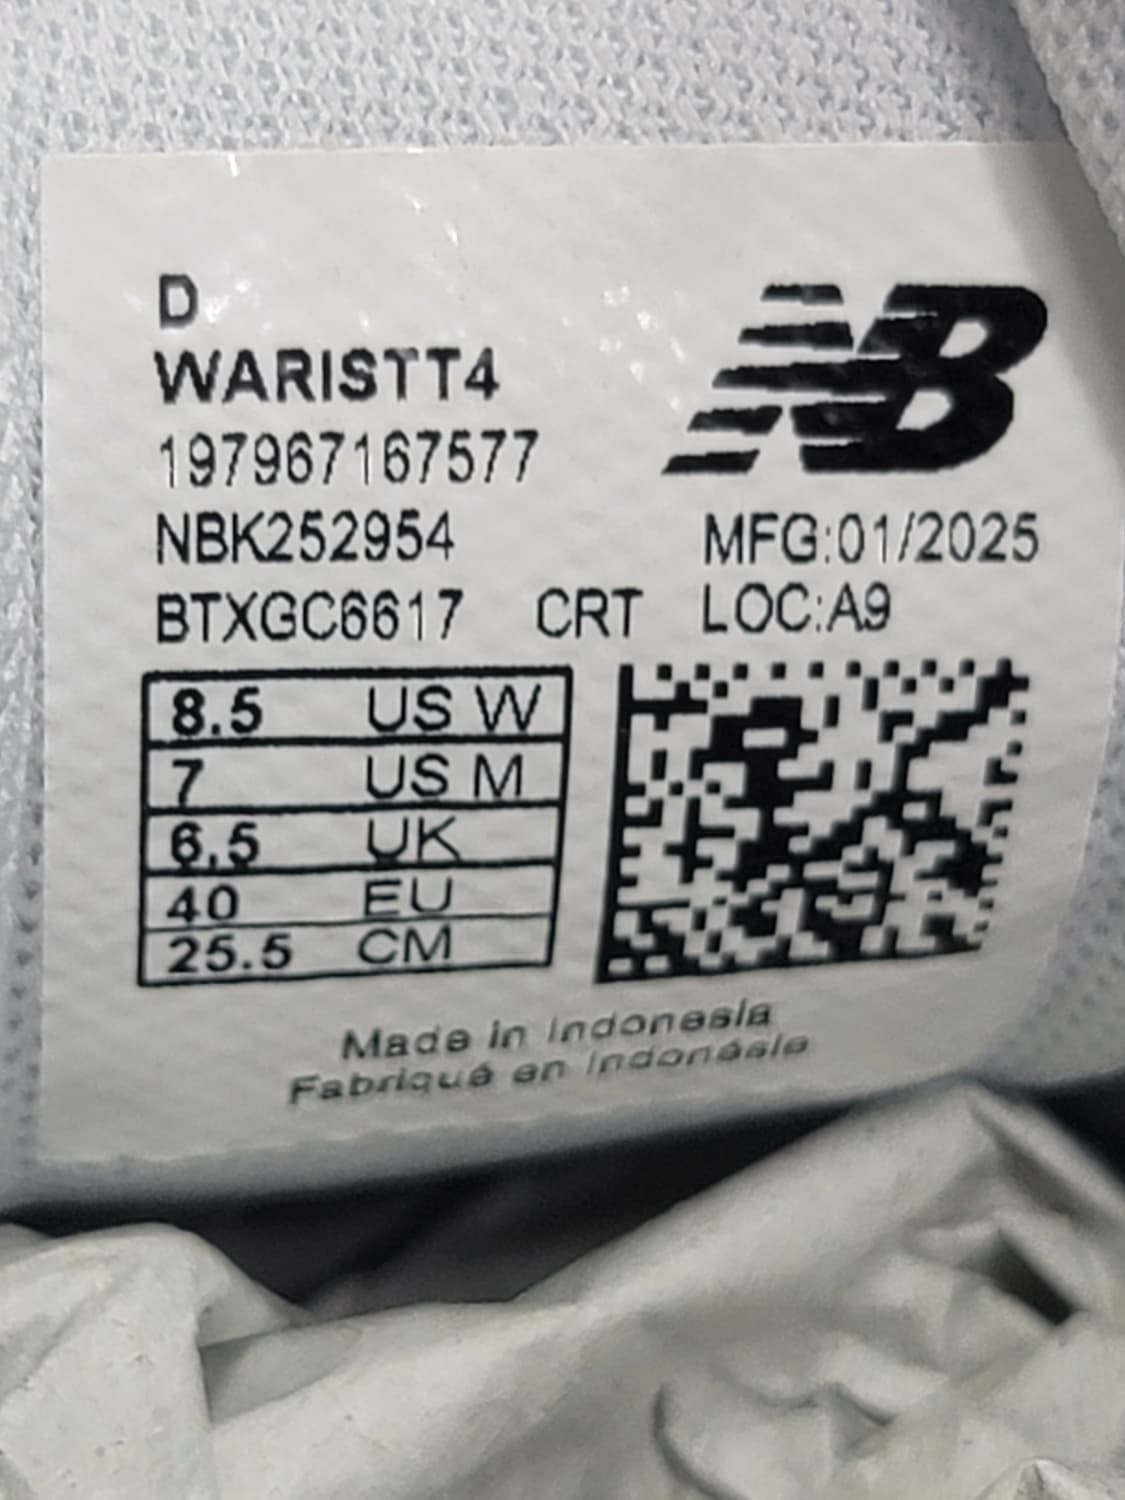 D
NB
WARISTT4
197967167577
NBK252954 MFG:01/2025
BTXGC6617 CRT LOC:A9
8.5 US W
7 US M
6.5 UK
40 EU
25.5 CM
Made in Indonesia
Fabriqué en Indonésie